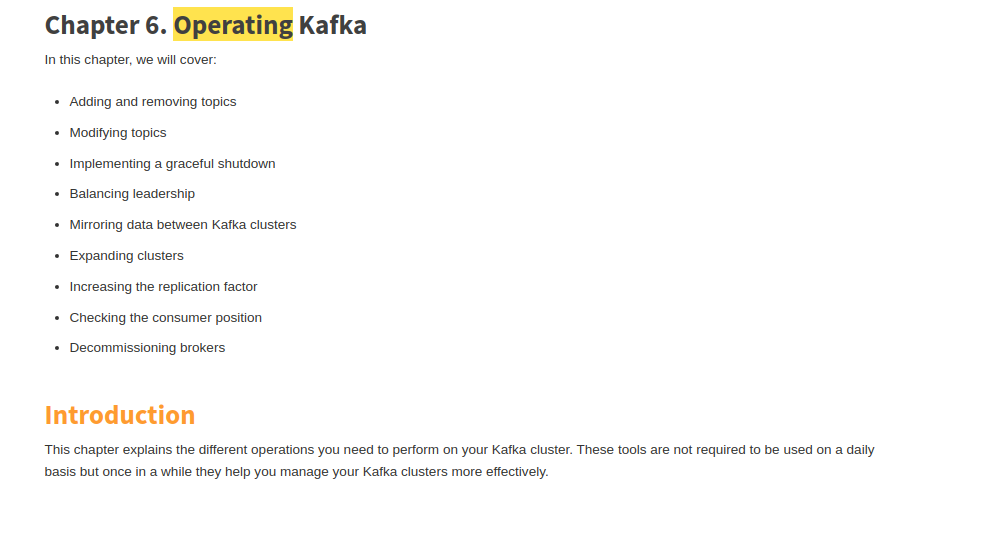 Chapter 6. Operating Kafka
In this chapter, we will cover:
• Adding and removing topics
• Modifying topics
• Implementing a graceful shutdown
• Balancing leadership
• Mirroring data between Kafka clusters
• Expanding clusters
• Increasing the replication factor
• Checking the consumer position
• Decommissioning brokers
Introduction
This chapter explains the different operations you need to perform on your Kafka cluster. These tools are not required to be used on a daily
basis but once in a while they help you manage your Kafka clusters more effectively.